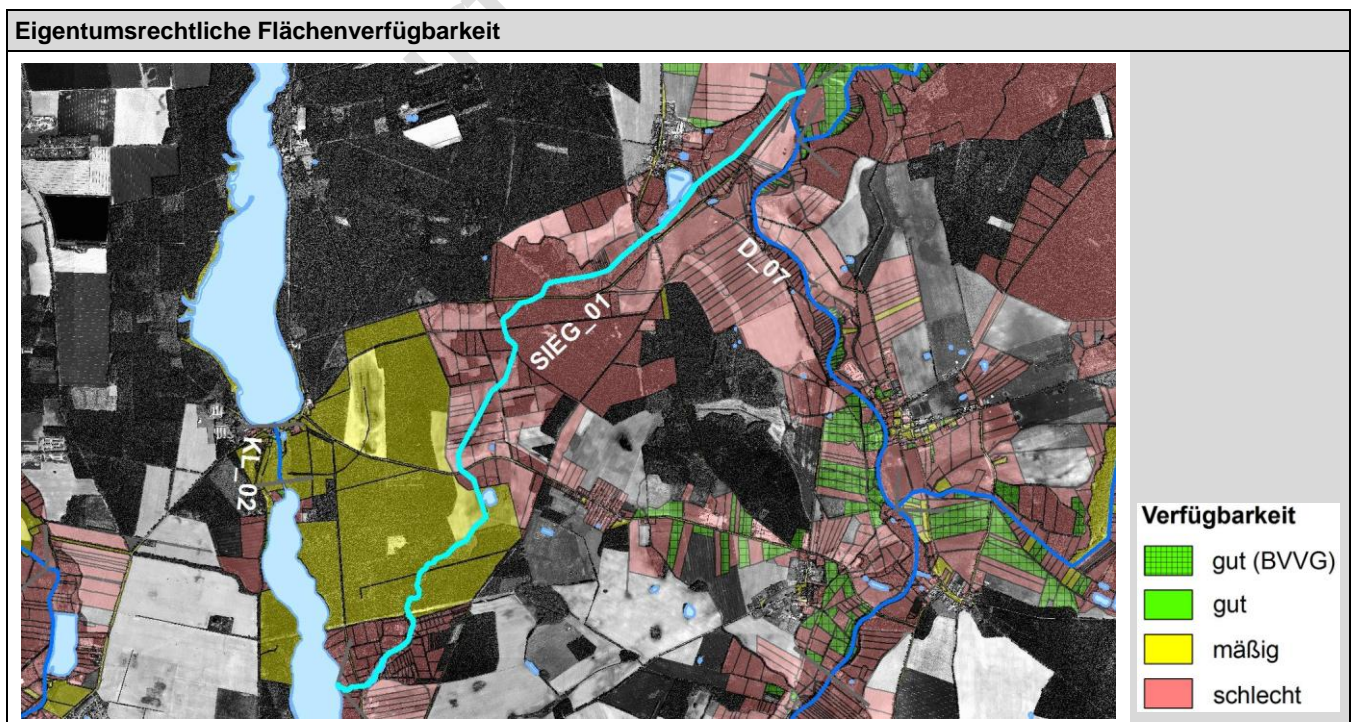 Eigentumsrechtliche Flächenverfügbarkeit
D_07
SIEG_01
KL_02
Verfügbarkeit
gut (BVVG)
gut
mäßig
schlecht